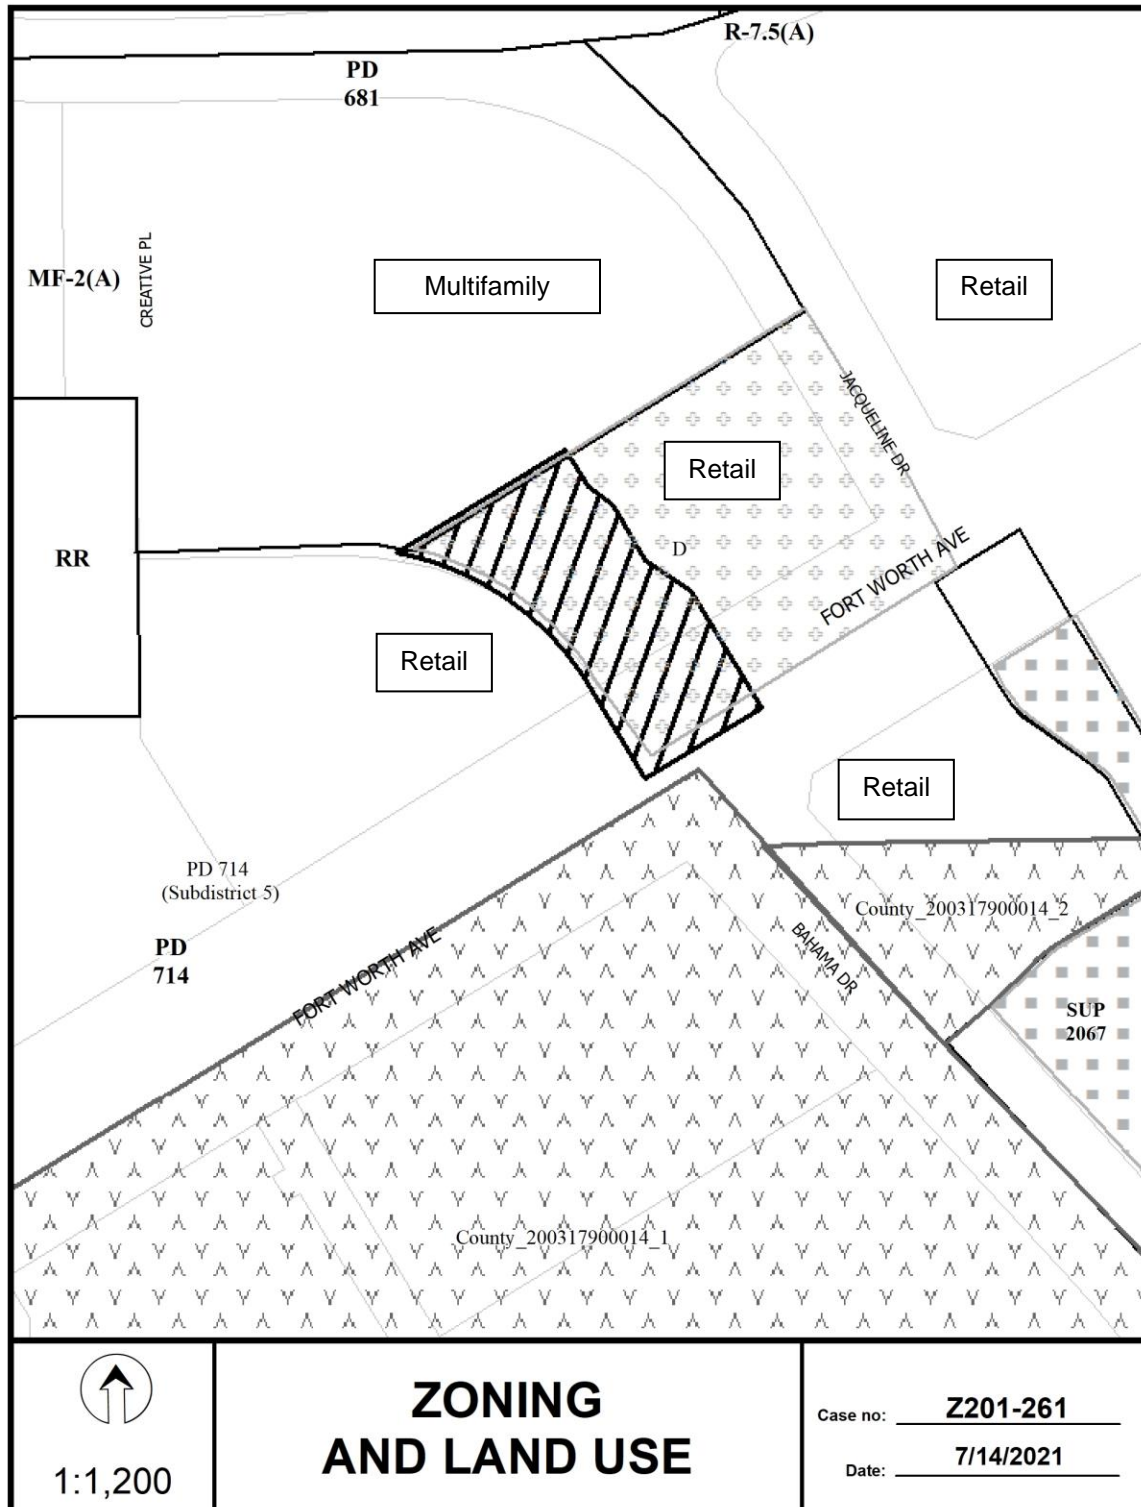 R-7.5(A)
PD
681
MF-2(A)
CREATIVE PL
Multifamily
Retail
JACQUELINE DR
Retail
D
RR
FORT WORTH AVE
Retail
Retail
PD 714
(Subdistrict 5)
County_200317900014_2
PD
714
FORT WORTH AVE
BAHAMA DR
SUP
2067
County_200317900014_1
1:1,200
ZONING
AND LAND USE
Case no: Z201-261
Date: 7/14/2021